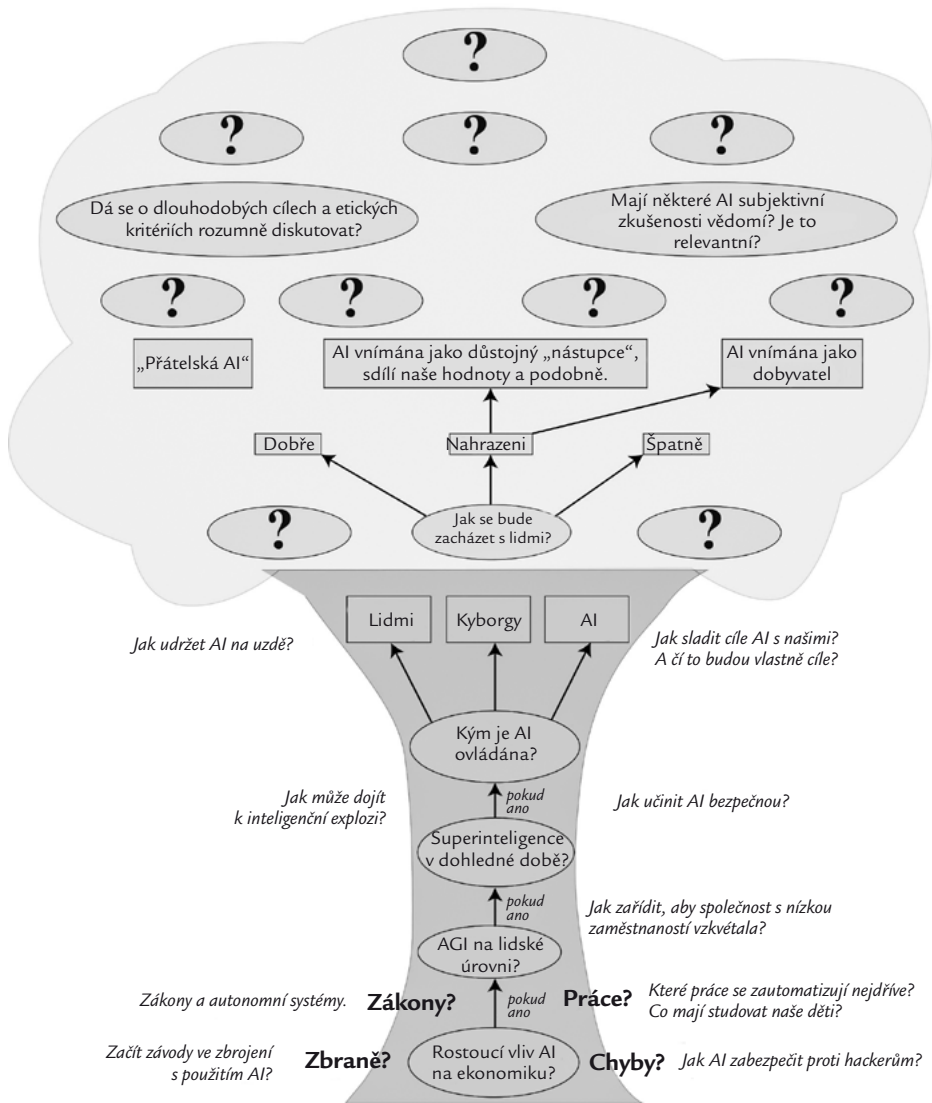 ?
?
?
?
Dá se o dlouhodobých cílech a etických
kritériích rozumně diskutovat?
Mají některé AI subjektivní
zkušenosti vědomí? Je to
relevantní?
?
?
?
?
„Přátelská AI“
AI vnímána jako důstojný „nástupce“,
sdílí naše hodnoty a podobně.
AI vnímána jako
dobyvatel
Dobře
Nahrazeni
Špatně
?
Jak se bude
zacházet s lidmi?
?
Lidmi
Kyborgy
AI
Jak udržet AI na uzdě?
Jak sladit cíle AI s našimi?
A čí to budou vlastně cíle?
Kým je AI
ovládána?
Jak může dojít
k inteligenční explozi?
pokud
ano
Jak učinit AI bezpečnou?
Superinteligence
v dohledné době?
pokud
ano
Jak zařídit, aby společnost s nízkou
zaměstnaností vzkvétala?
AGI na lidské
úrovni?
Zákony a autonomní systémy.
Zákony?
pokud
ano
Práce?
Které práce se zautomatizují nejdříve?
Co mají studovat naše děti?
Začít závody ve zbrojení
s použitím AI?
Zbraně?
Rostoucí vliv AI
na ekonomiku?
Chyby?
Jak AI zabezpečit proti hackerům?